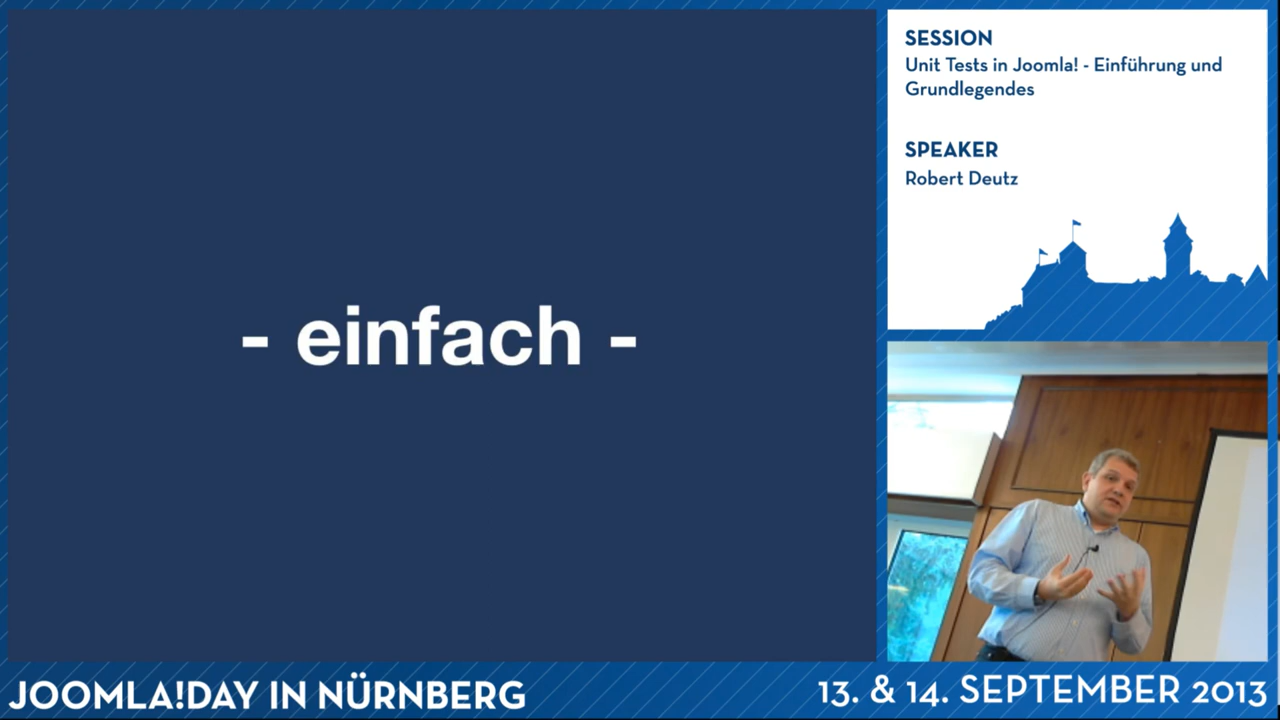 - einfach -
SESSION
Unit Tests in Joomla! - Einführung und
Grundlegendes
SPEAKER
Robert Deutz
JOOMLA!DAY IN NÜRNBERG
13. & 14. SEPTEMBER 2013